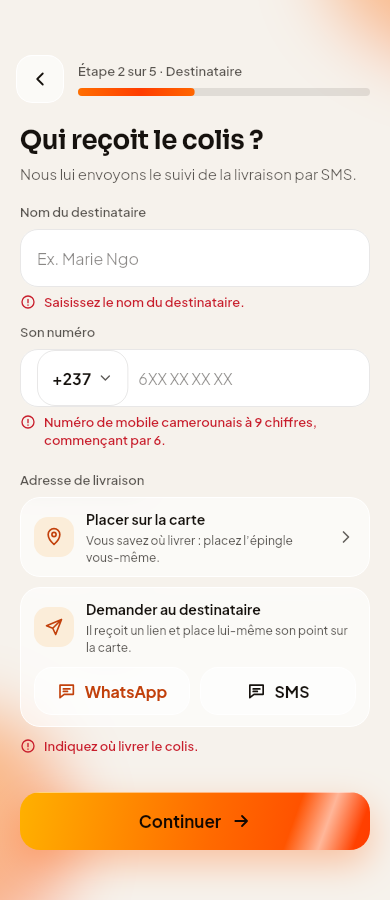 Étape 2 sur 5 · Destinataire
Qui reçoit le colis ?
Nous lui envoyons le suivi de la livraison par SMS.
Nom du destinataire
Ex. Marie Ngo
Saisissez le nom du destinataire.
Son numéro
+237 6XX XX XX XX
Numéro de mobile camerounais à 9 chiffres,
commençant par 6.
Adresse de livraison
Placer sur la carte
Vous savez où livrer : placez l'épingle
vous-même.
Demander au destinataire
Il reçoit un lien et place lui-même son point sur
la carte.
WhatsApp SMS
Indiquez où livrer le colis.
Continuer